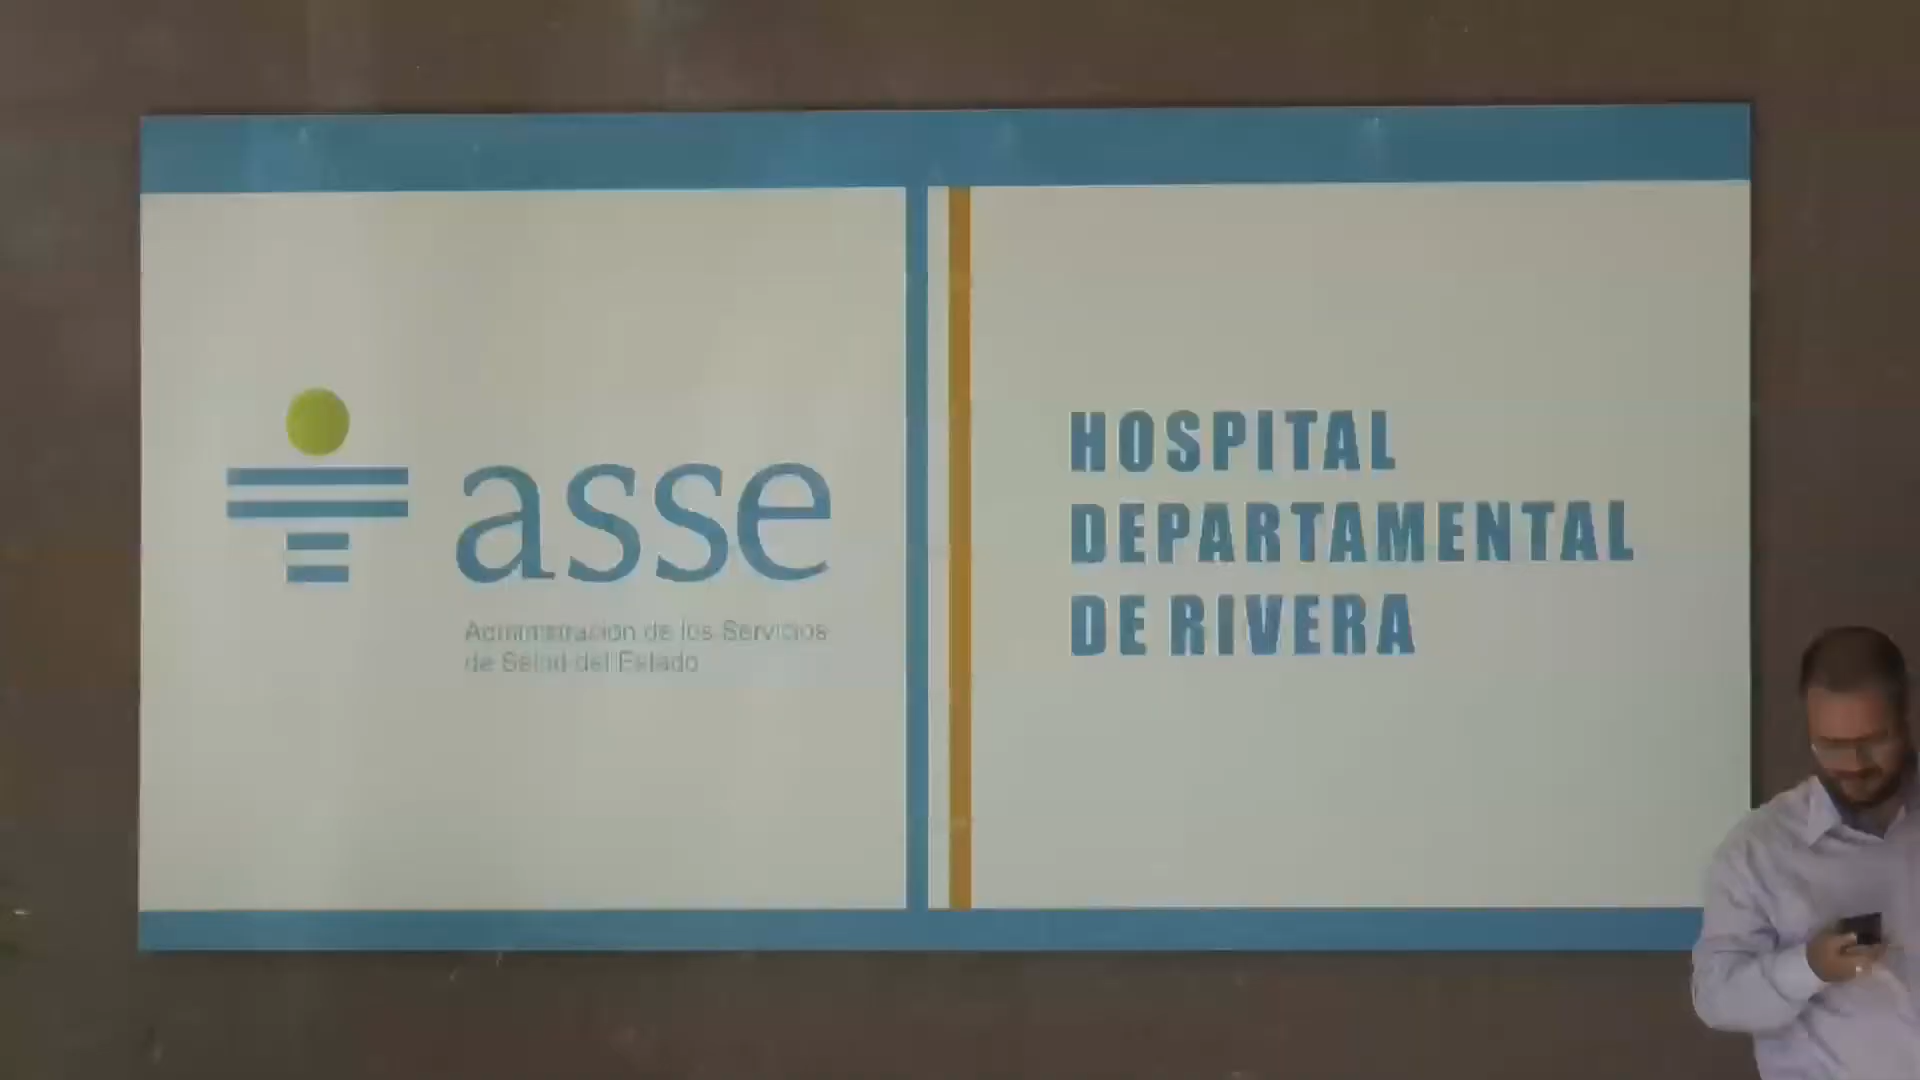 asse
Administración de los Servicios
de Salud del Estado
HOSPITAL
DEPARTAMENTAL
DE RIVERA